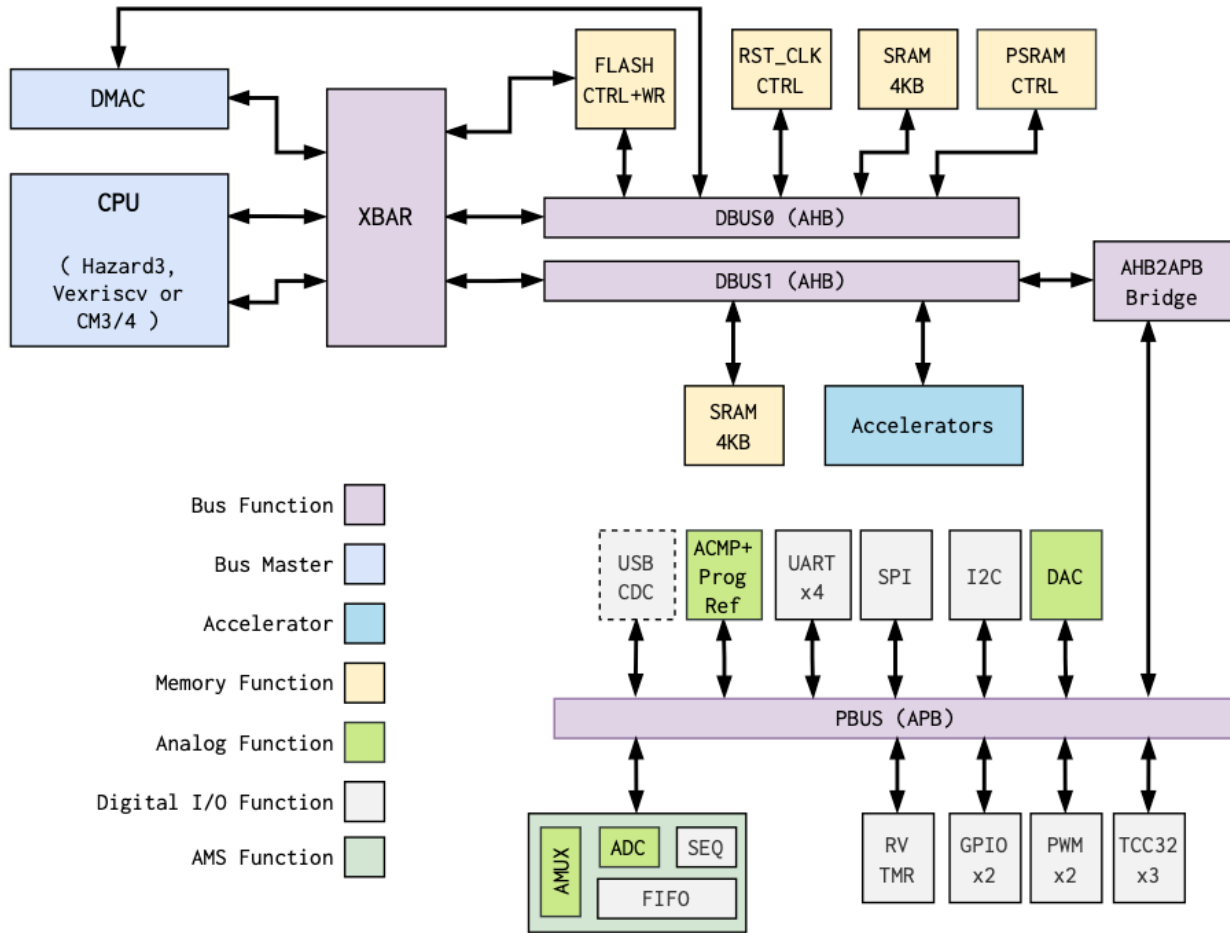 DMAC
FLASH
CTRL+WR
RST_CLK
CTRL
SRAM
4KB
PSRAM
CTRL
CPU
( Hazard3,
Vexriscv or
CM3/4 )
XBAR
DBUS0 (AHB)
DBUS1 (AHB)
AHB2APB
Bridge
SRAM
4KB
Accelerators
Bus Function
Bus Master
Accelerator
Memory Function
Analog Function
Digital I/O Function
AMS Function
USB
CDC
ACMP+
Prog
Ref
UART
x4
SPI
I2C
DAC
PBUS (APB)
AMUX
ADC
SEQ
FIFO
RV
TMR
GPIO
x2
PWM
x2
TCC32
x3